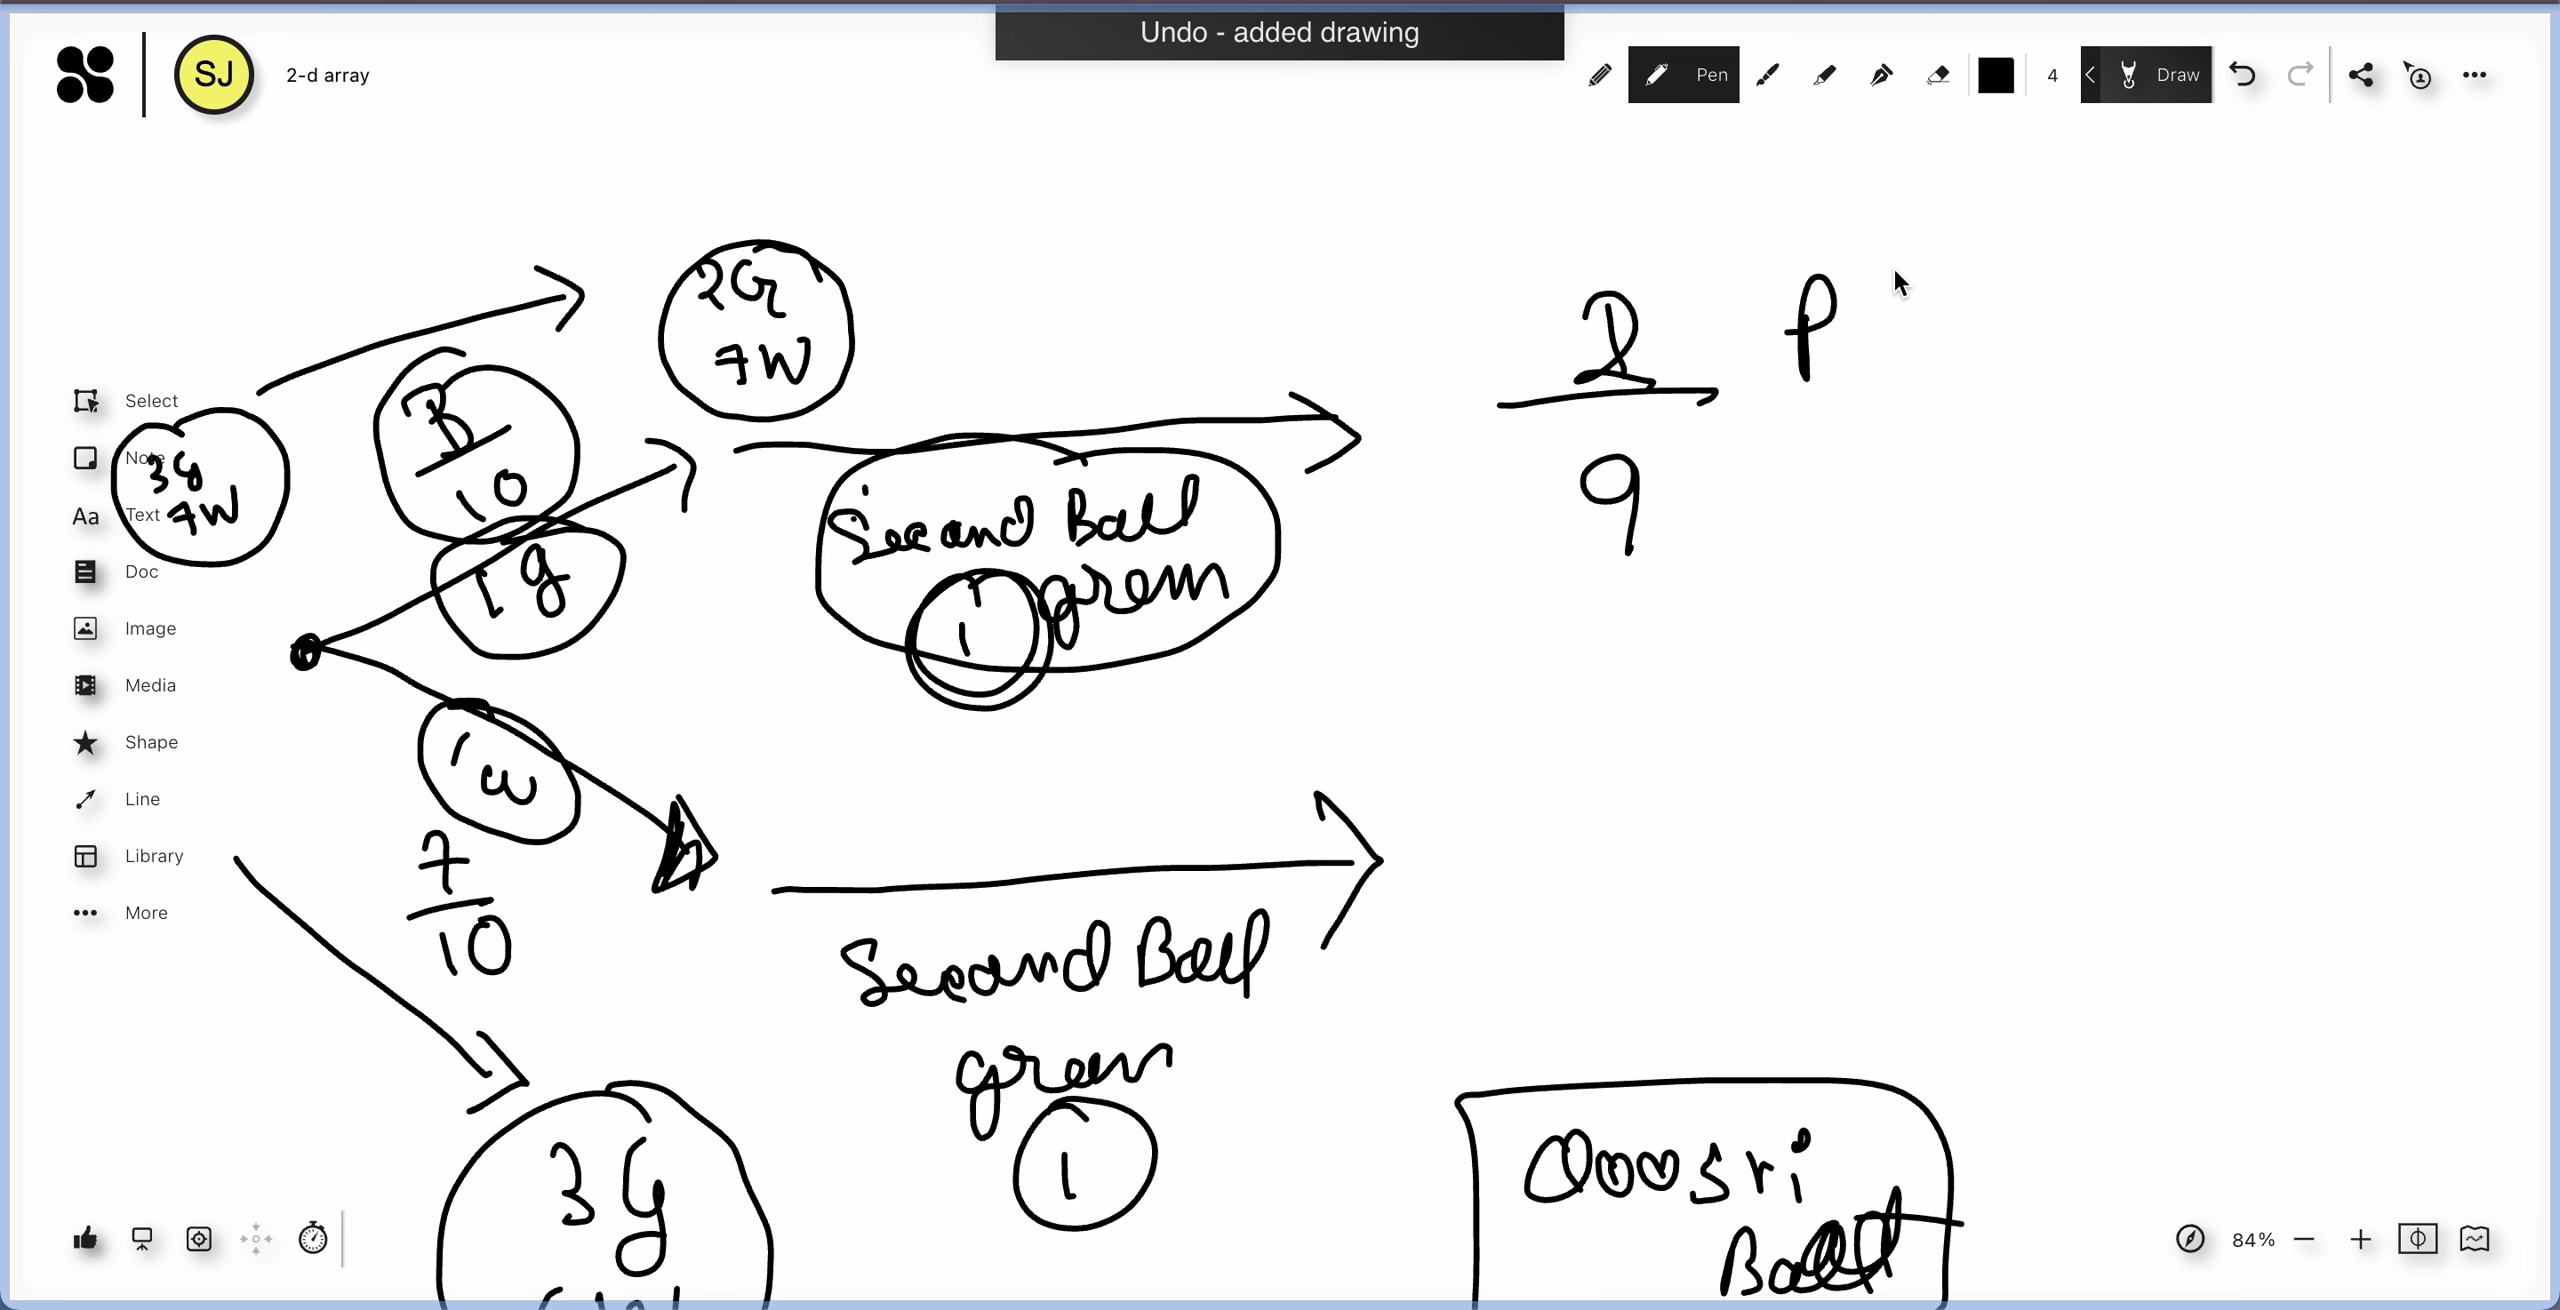 Undo - added drawing
SJ
2-d array
Pen
4
Draw
Select
Note
Text
Aa
Doc
Image
Media
Shape
Line
Library
More
3G
7W
3
10
1g
2G
7W
Second Ball
green
1
2
9
P
1w
7
10
Second Ball
green
1
3G
Dooosri
Ball
84%